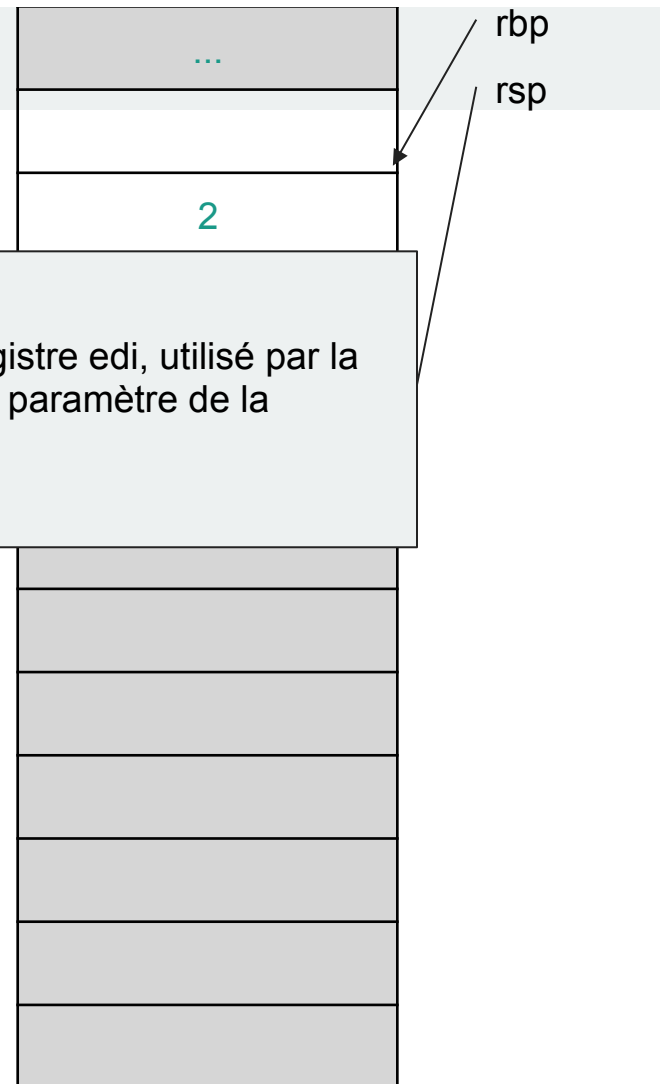 rbp
...
rsp
2
gistre edi, utilisé par la
paramètre de la